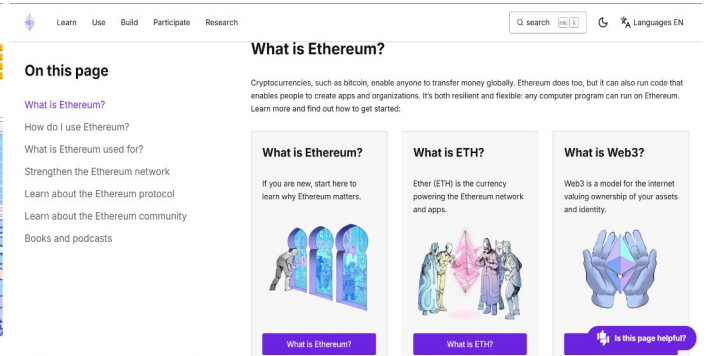 Learn Use Build Participate Research
search
k
Languages EN
On this page
What is Ethereum?
How do I use Ethereum?
What is Ethereum used for?
Strengthen the Ethereum network
Learn about the Ethereum protocol
Learn about the Ethereum community
Books and podcasts
What is Ethereum?
Cryptocurrencies, such as bitcoin, enable anyone to transfer money globally. Ethereum does too, but it can also run code that
enables people to create apps and organizations. It's both resilient and flexible: any computer program can run on Ethereum.
Learn more and find out how to get started:
What is Ethereum?
If you are new, start here to
learn why Ethereum matters.
What is Ethereum?
What is ETH?
Ether (ETH) is the currency
powering the Ethereum network
and apps.
What is ETH?
What is Web3?
Web3 is a model for the internet
valuing ownership of your assets
and identity.
Is this page helpful?